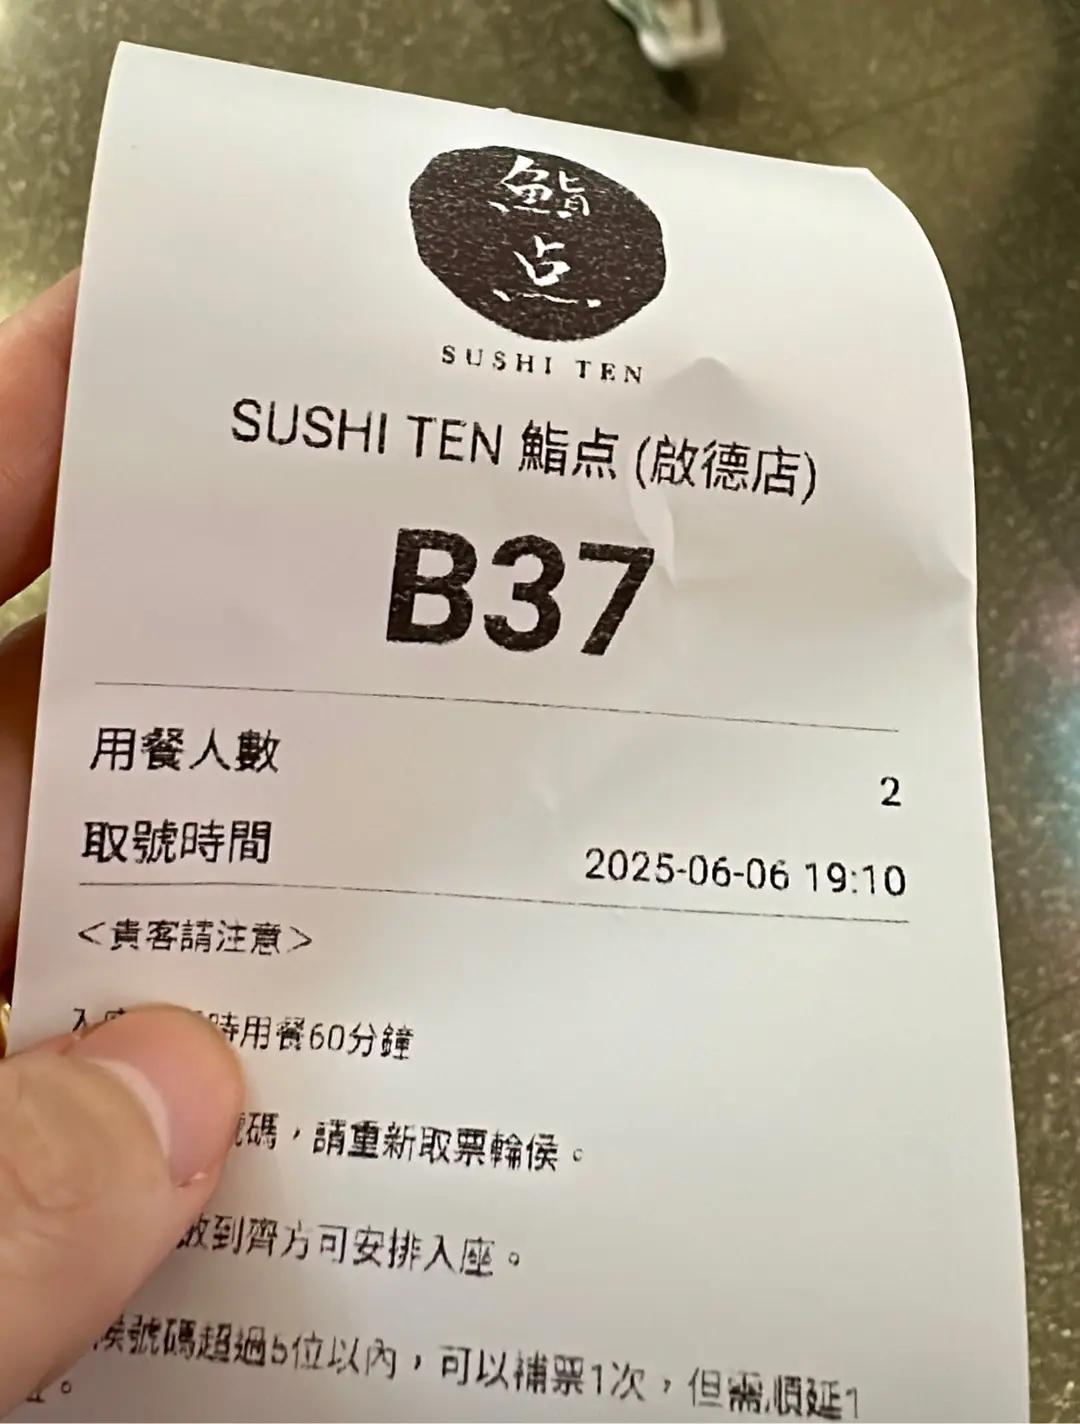 鮨
点
SUSHI TEN
SUSHI TEN 鮨点 (啟德店)
B37
用餐人數
2
取號時間
2025-06-06 19:10
<貴客請注意>
時用餐60分鐘
號碼，請重新取票輪侯。
到齊方可安排入座。
號碼超過5位以內，可以補票1次，但需順延1